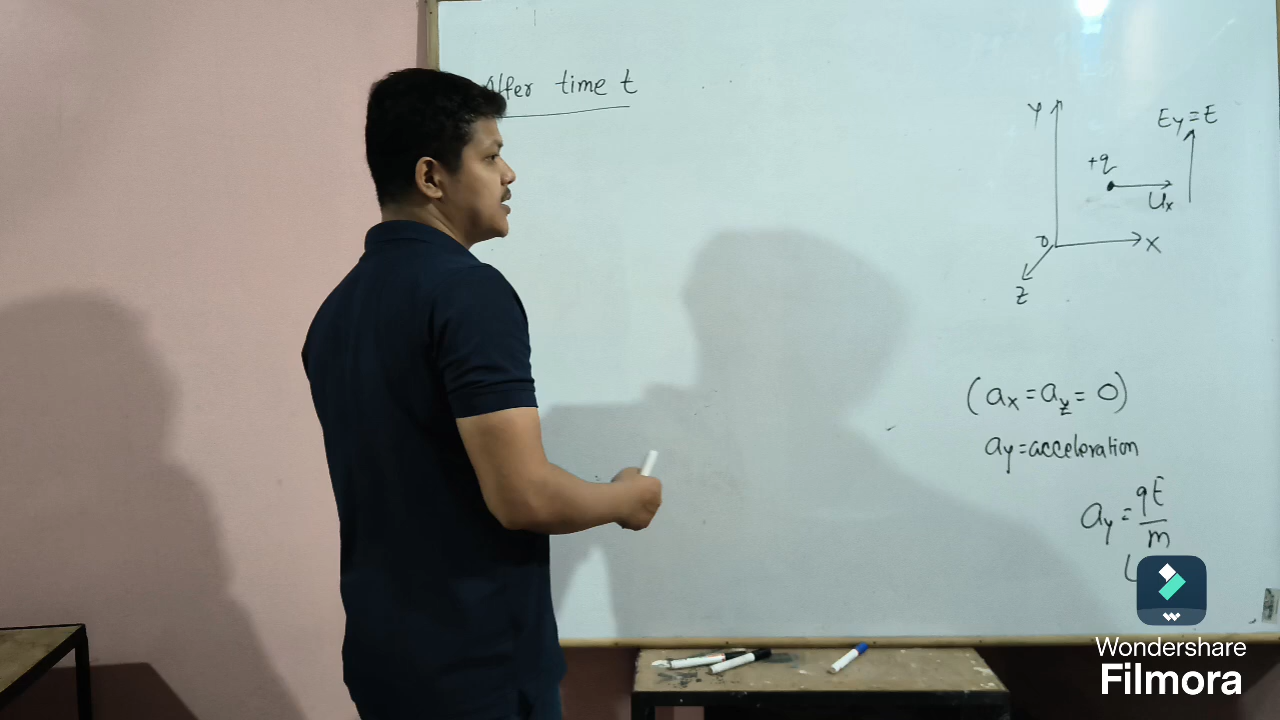 After time t
Y
Ey = E
+q
Ux
O
X
Z
(ax = az = 0)
ay = acceleration
ay = qE/m
Wondershare
Filmora